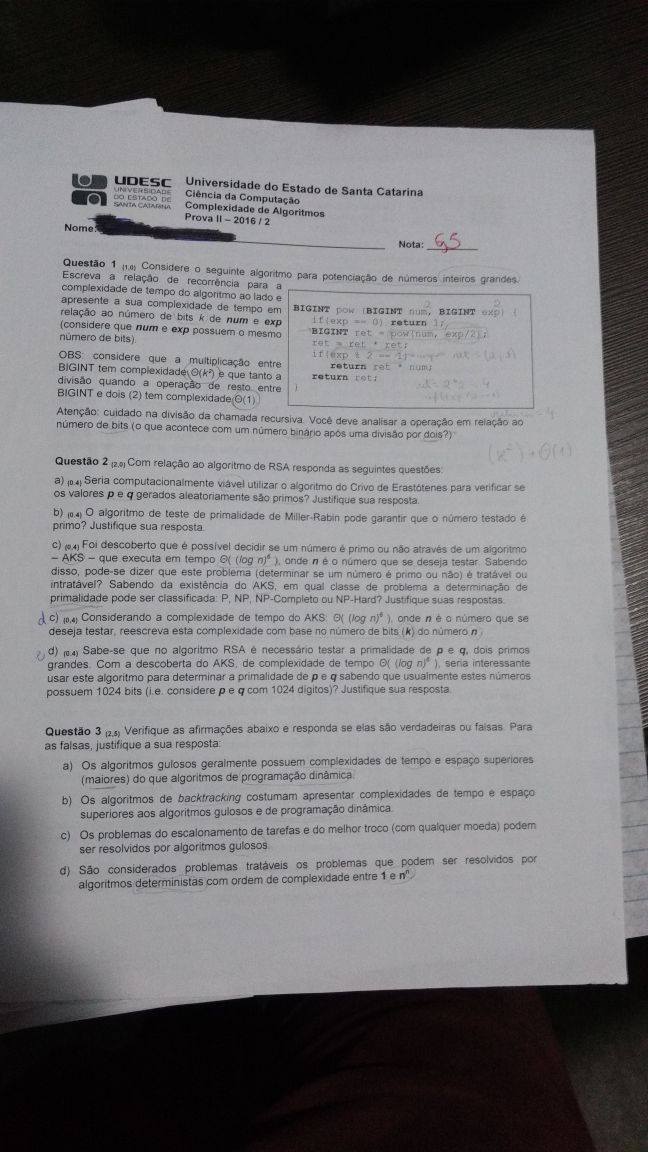 UDESC
UNIVERSIDADE
DO ESTADO DE
SANTA CATARINA
Universidade do Estado de Santa Catarina
Ciência da Computação
Complexidade de Algoritmos
Prova II – 2016 / 2
Nome:
Nota: 6,5
Questão 1 (1,0) Considere o seguinte algoritmo para potenciação de números inteiros grandes.
Escreva a relação de recorrência para a
complexidade de tempo do algoritmo ao lado e
apresente a sua complexidade de tempo em
relação ao número de bits k de num e exp
(considere que num e exp possuem o mesmo
número de bits).
OBS: considere que a multiplicação entre
BIGINT tem complexidade Θ(k²) e que tanto a
divisão quando a operação de resto entre
BIGINT e dois (2) tem complexidade Θ(1)
2 2
BIGINT pow (BIGINT num, BIGINT exp) {
if(exp == 0) return 1;
BIGINT ret = pow(num, exp/2);
ret = ret * ret;
if(exp % 2 == 1)
return ret * num;
return ret;
}
Atenção: cuidado na divisão da chamada recursiva. Você deve analisar a operação em relação ao
número de bits (o que acontece com um número binário após uma divisão por dois?)
(k²) + Θ(1)
Questão 2 (2,0) Com relação ao algoritmo de RSA responda as seguintes questões:
a) (0.4) Seria computacionalmente viável utilizar o algoritmo do Crivo de Erastótenes para verificar se
os valores p e q gerados aleatoriamente são primos? Justifique sua resposta.
b) (0.4) O algoritmo de teste de primalidade de Miller-Rabin pode garantir que o número testado é
primo? Justifique sua resposta.
c) (0.4) Foi descoberto que é possível decidir se um número é primo ou não através de um algoritmo
– AKS – que executa em tempo Θ( (log n)⁶ ), onde n é o número que se deseja testar. Sabendo
disso, pode-se dizer que este problema (determinar se um número é primo ou não) é tratável ou
intratável? Sabendo da existência do AKS, em qual classe de problema a determinação de
primalidade pode ser classificada: P, NP, NP-Completo ou NP-Hard? Justifique suas respostas.
d c) (0.4) Considerando a complexidade de tempo do AKS: Θ( (log n)⁶ ), onde n é o número que se
deseja testar, reescreva esta complexidade com base no número de bits (k) do número n
e d) (0.4) Sabe-se que no algoritmo RSA é necessário testar a primalidade de p e q, dois primos
grandes. Com a descoberta do AKS, de complexidade de tempo Θ( (log n)⁶ ), seria interessante
usar este algoritmo para determinar a primalidade de p e q sabendo que usualmente estes números
possuem 1024 bits (i.e. considere p e q com 1024 dígitos)? Justifique sua resposta.
Questão 3 (2,5) Verifique as afirmações abaixo e responda se elas são verdadeiras ou falsas. Para
as falsas, justifique a sua resposta:
a) Os algoritmos gulosos geralmente possuem complexidades de tempo e espaço superiores
(maiores) do que algoritmos de programação dinâmica.
b) Os algoritmos de backtracking costumam apresentar complexidades de tempo e espaço
superiores aos algoritmos gulosos e de programação dinâmica.
c) Os problemas do escalonamento de tarefas e do melhor troco (com qualquer moeda) podem
ser resolvidos por algoritmos gulosos.
d) São considerados problemas tratáveis os problemas que podem ser resolvidos por
algoritmos deterministas com ordem de complexidade entre 1 e nⁿ.